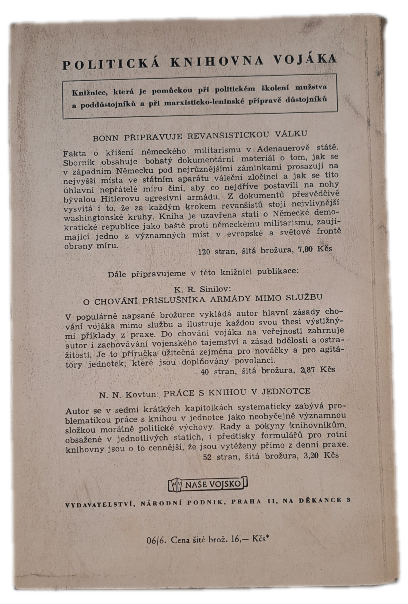 POLITICKÁ KNIHOVNA VOJÁKA
Knižnice, která je pomůckou při politickém školení mužstva
a poddůstojníků a při marxisticko-leninské přípravě důstojníků
BONN PŘIPRAVUJE REVANŠISTICKOU VÁLKU
Fakta o křísení německého militarismu v Adenauerově státě.
Sborník obsahuje bohatý dokumentární materiál o tom, jak se
v západním Německu pod nejrůznějšími záminkami prosazují na
nejvyšší místa ve státním aparátu váleční zločinci a jak se tito
úhlavní nepřátelé míru činí, aby co nejdříve postavili na nohy
bývalou Hitlerovu agresivní armádu. Z dokumentů přesvědčivě
vysvitá i to, že za každým krokem revanšistů stojí nejvlivnější
washingtonské kruhy. Kniha je uzavřena statí o Německé demo-
kratické republice jako baště proti německému militarismu, zaují-
mající jedno z významných míst v evropské a světové frontě
obrany míru.
120 stran, šitá brožura, 7,80 Kčs
Dále připravujeme v této knižnici publikace:
K. R. Sinilov:
O CHOVÁNÍ PŘÍSLUŠNÍKA ARMÁDY MIMO SLUŽBU
V populárně napsané brožurce vykládá autor hlavní zásady cho-
vání vojáka mimo službu a ilustruje každou svou thesi výstižný-
mi příklady z praxe. Do chování vojáka na veřejnosti zahrnuje
autor i zachovávání vojenského tajemství a zásad bdělosti a ostra-
žitosti. Je to příručka užitečná zejména pro nováčky a pro agitá-
tory jednotek, které jsou doplňovány povolanci.
40 stran, šitá brožura, 2,87 Kčs
N. N. Kovtun: PRÁCE S KNIHOU V JEDNOTCE
Autor se v sedmi krátkých kapitolkách systematicky zabývá pro-
blematikou práce s knihou v jednotce jako neobyčejně významnou
složkou morálně politické výchovy. Rady a pokyny knihovníkům,
obsažené v jednotlivých statích, i předtisky formulářů pro rotní
knihovny jsou o to cennější, že jsou vytěženy přímo z denní praxe.
52 stran, šitá brožura, 3,20 Kčs
NAŠE VOJSKO
VYDAVATELSTVÍ, NÁRODNÍ PODNIK, PRAHA II, NA DĚKANCE 3
06/6. Cena šité brož. 16,— Kčs*